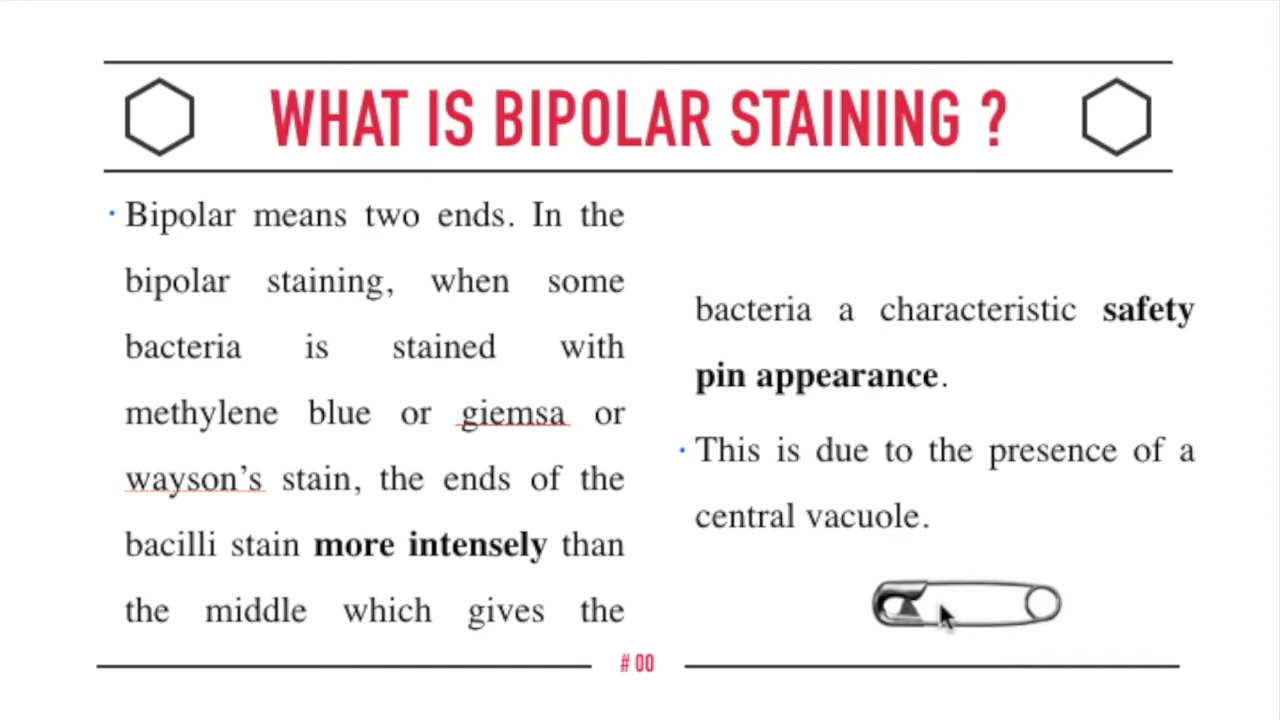 WHAT IS BIPOLAR STAINING ?
· Bipolar means two ends. In the
bipolar staining, when some
bacteria is stained with
methylene blue or giemsa or
wayson’s stain, the ends of the
bacilli stain more intensely than
the middle which gives the
bacteria a characteristic safety
pin appearance.
· This is due to the presence of a
central vacuole.
# 00